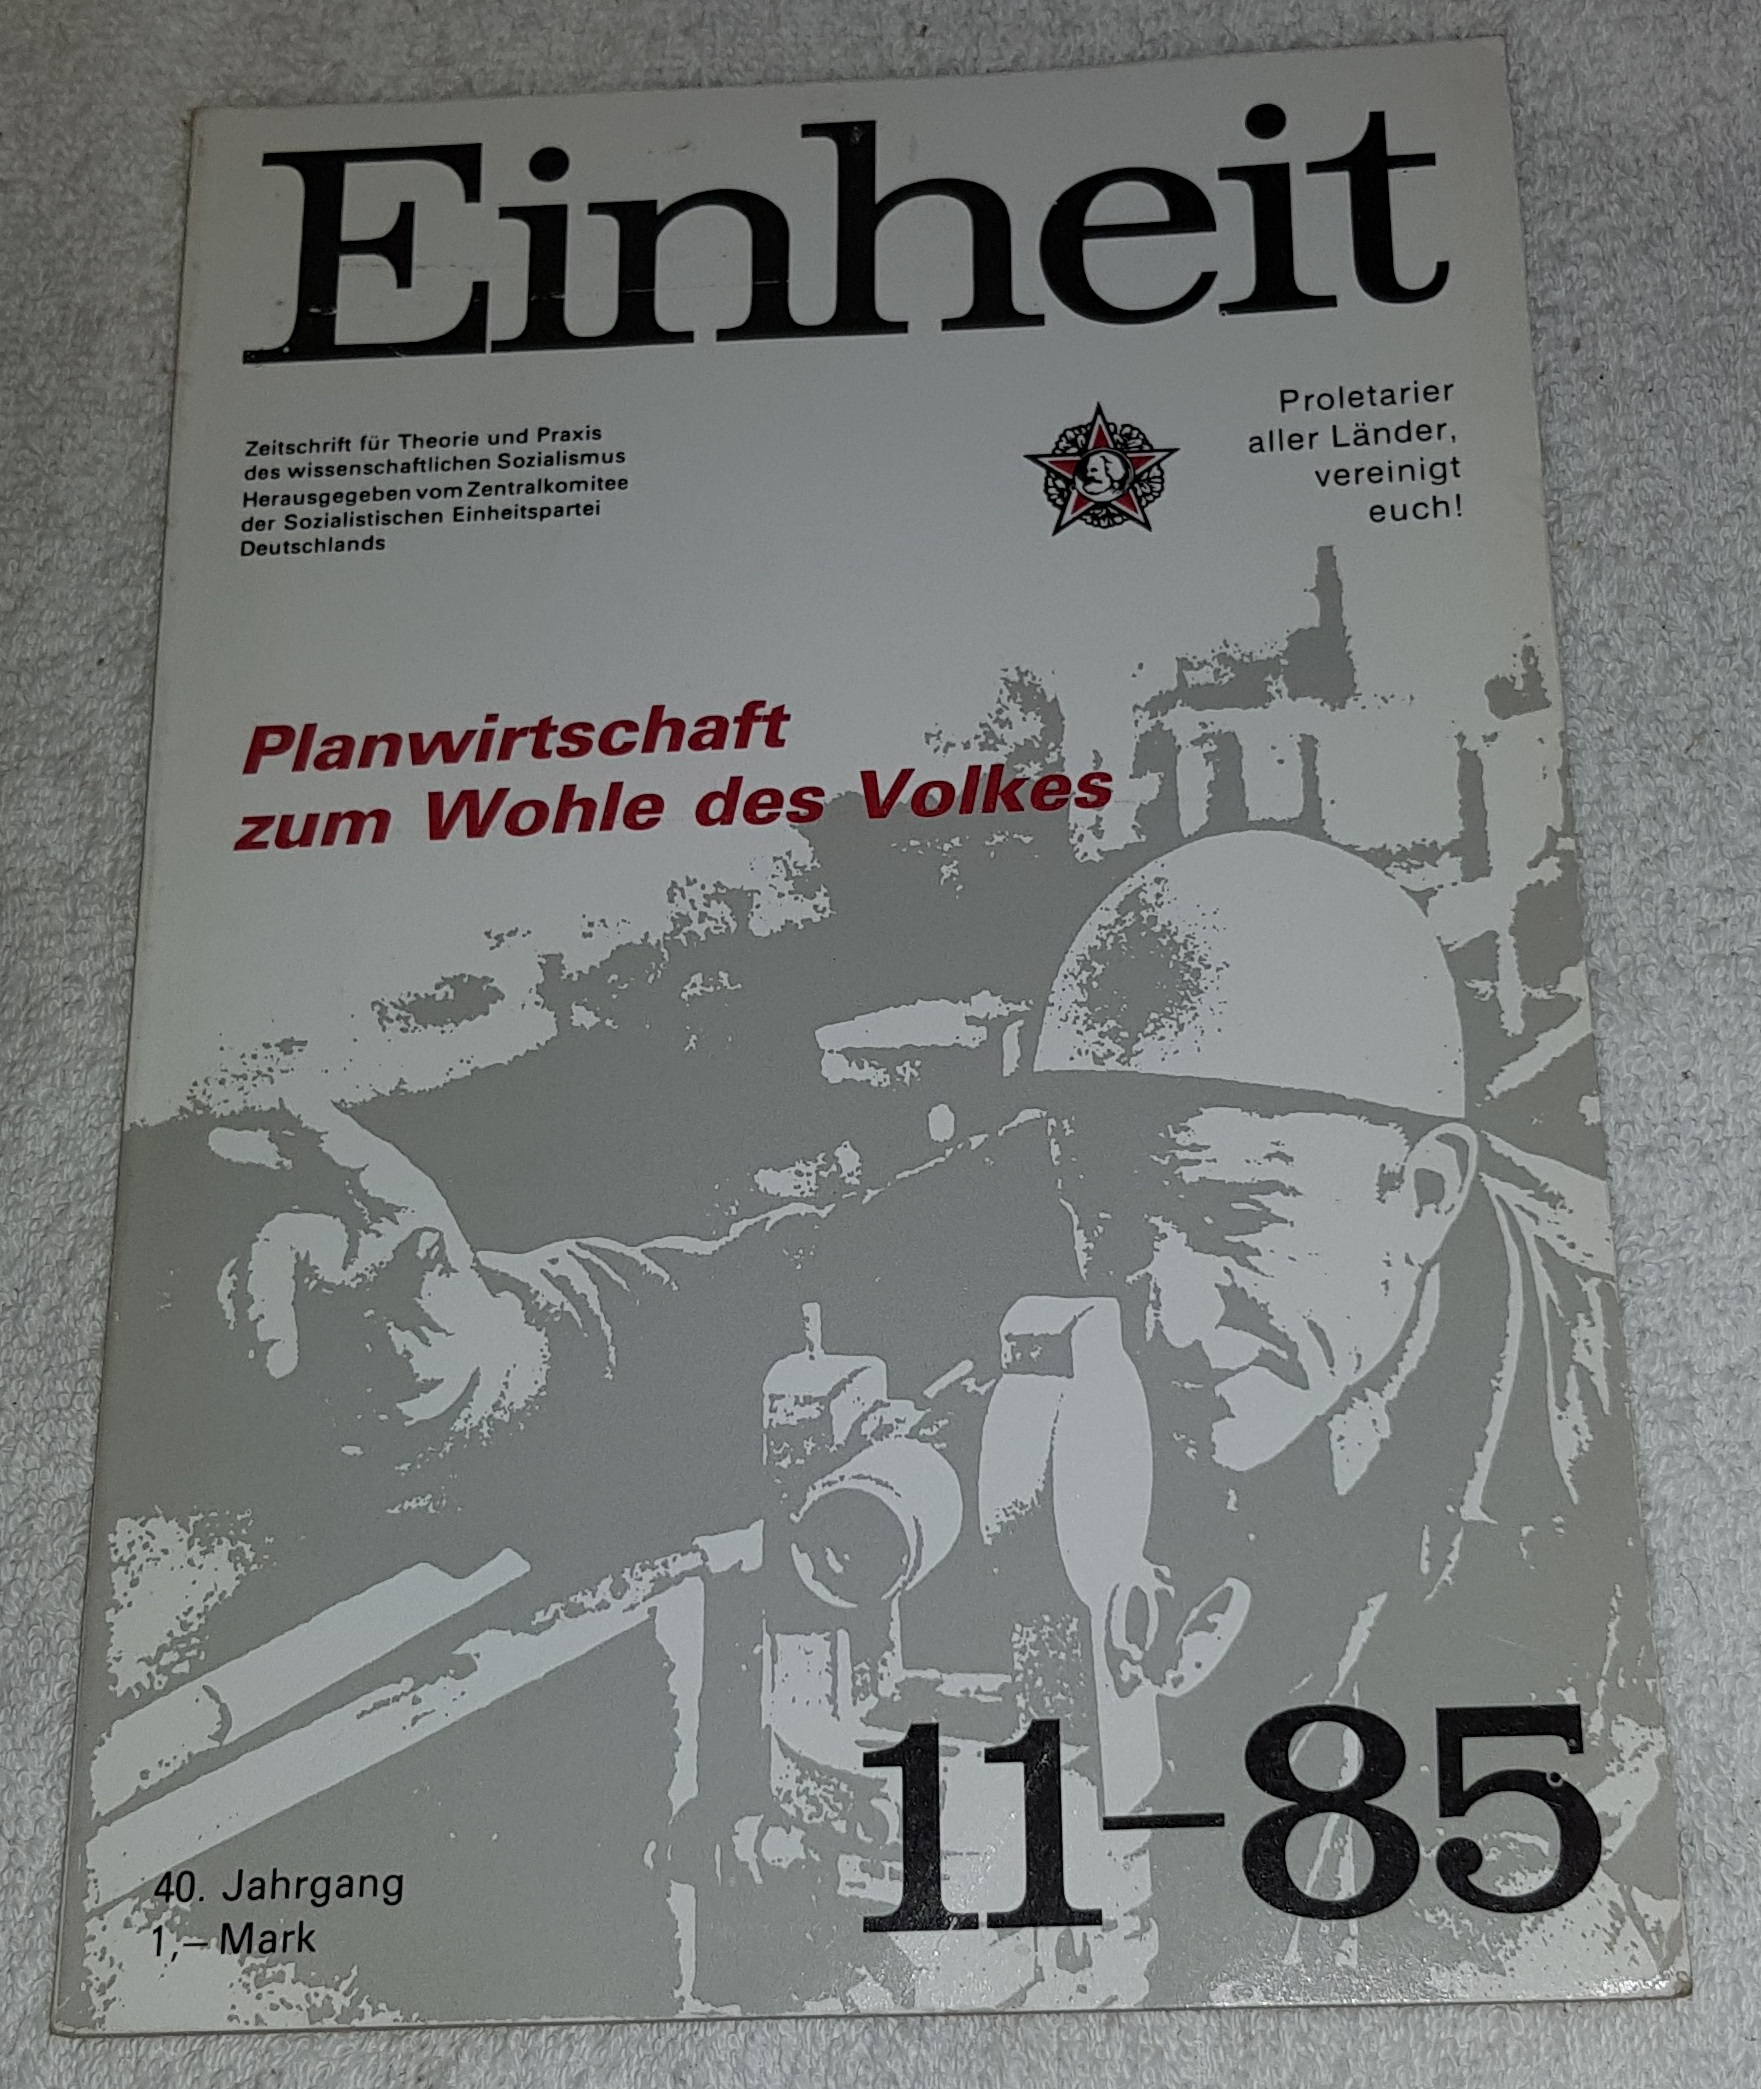 Einheit
Zeitschrift für Theorie und Praxis
des wissenschaftlichen Sozialismus
Herausgegeben vom Zentralkomitee
der Sozialistischen Einheitspartei
Deutschlands
Proletarier
aller Länder,
vereinigt
euch!
Planwirtschaft
zum Wohle des Volkes
11–85
40. Jahrgang
1,– Mark